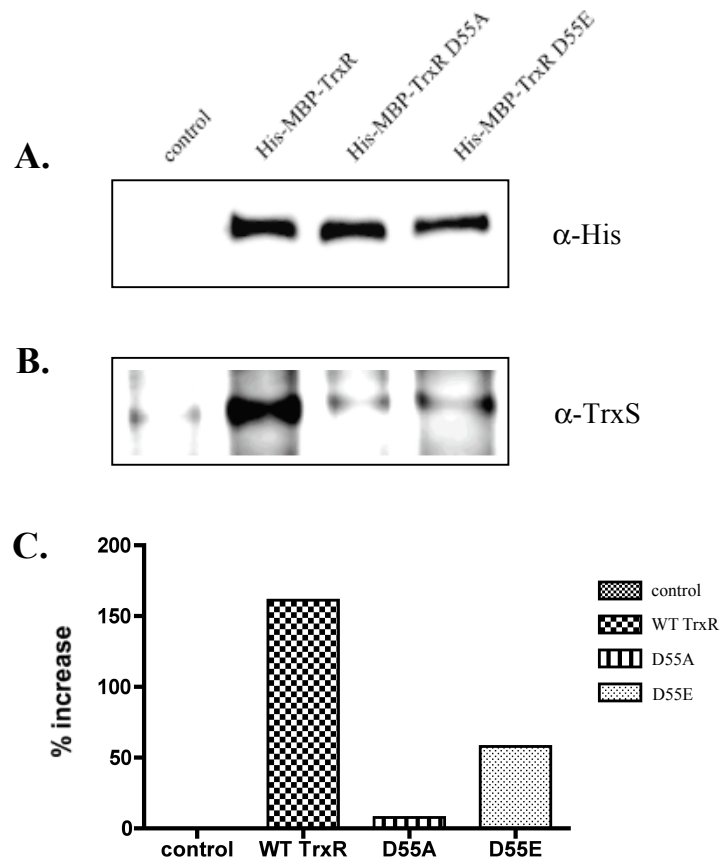 control
His-MBP-TrxR
His-MBP-TrxR D55A
His-MBP-TrxR D55E
A.
α-His
B.
α-TrxS
C.
% increase
200
150
100
50
0
control
WT TrxR
D55A
D55E
control
WT TrxR
D55A
D55E